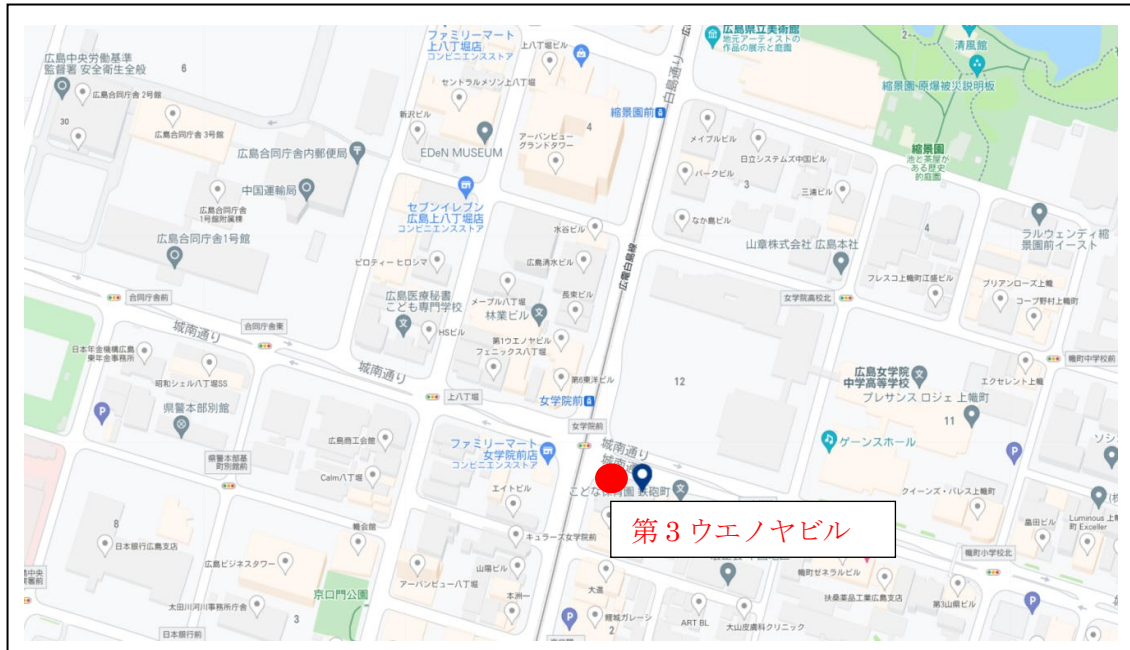 広島県立美術館
地元アーティストの
作品の展示と庭園
2
清風館
縮景園 原爆被災説明板
縮景園
池と茶屋が
ある歴史
的庭園
ファミリーマート
上八丁堀店
コンビニエンスストア
上八丁堀ビル
白島通り
広島中央労働基準
監督署 安全衛生全般
6
広島合同庁舎 2号館
30
広島合同庁舎 3号館
セントラルメゾン上八丁堀
新沢ビル
EDeN MUSEUM
4
アーバンビュー
グランドタワー
縮景園前
メイプルビル
日立システムズ中国ビル
パークビル
3
三浦ビル
なか島ビル
広島合同庁舎内郵便局
中国運輸局
広島合同庁舎
1号館附属棟
広島合同庁舎1号館
セブンイレブン
広島上八丁堀店
コンビニエンスストア
水谷ビル
広電白島線
山章株式会社 広島本社
4
ラルウェンディ縮
景園前イースト
ピロティー ヒロシマ
広島清水ビル
フレスコ上幟町江盛ビル
ブリアンローズ上幟
コープ野村上幟町
合同庁舎前
広島医療秘書
こども専門学校
メープル八丁堀
林業ビル
長束ビル
女学院高校北
城南通り
合同庁舎東
HSビル
第1ウエノヤビル
フェニックス八丁堀
日本年金機構広島
東年金事務所
昭和シェル八丁堀SS
城南通り
第6東洋ビル
12
幟町中学校前
広島女学院
中学高等学校
エクセレント上幟
プレサンス ロジェ 上幟町
11
県警本部別館
上八丁堀
女学院前
女学院前
広島商工会館
ファミリーマート
女学院前店
コンビニエンスストア
城南通り
城南通り
ゲーンスホール
ソシ
県警本部基
町別館前
Calm八丁堀
エイトビル
こどな保育園 鉄砲町
クイーンズ・パレス上幟町
第3ウエノヤビル
8
日本銀行広島支店
幟会館
キュラーズ女学院前
島田ビル
Luminous 上幟
町 Exceller
広島ビジネスタワー
山陽ビル
アーバンビュー八丁堀
幟町小学校北
幟町ゼネラルビル
京口門公園
本洲一
大進
扶桑薬品工業広島支店
第3山県ビル
太田川河川事務所庁舎
3
鯉城ガレージ
2
ART BL
大山皮膚科クリニック
日本銀行前